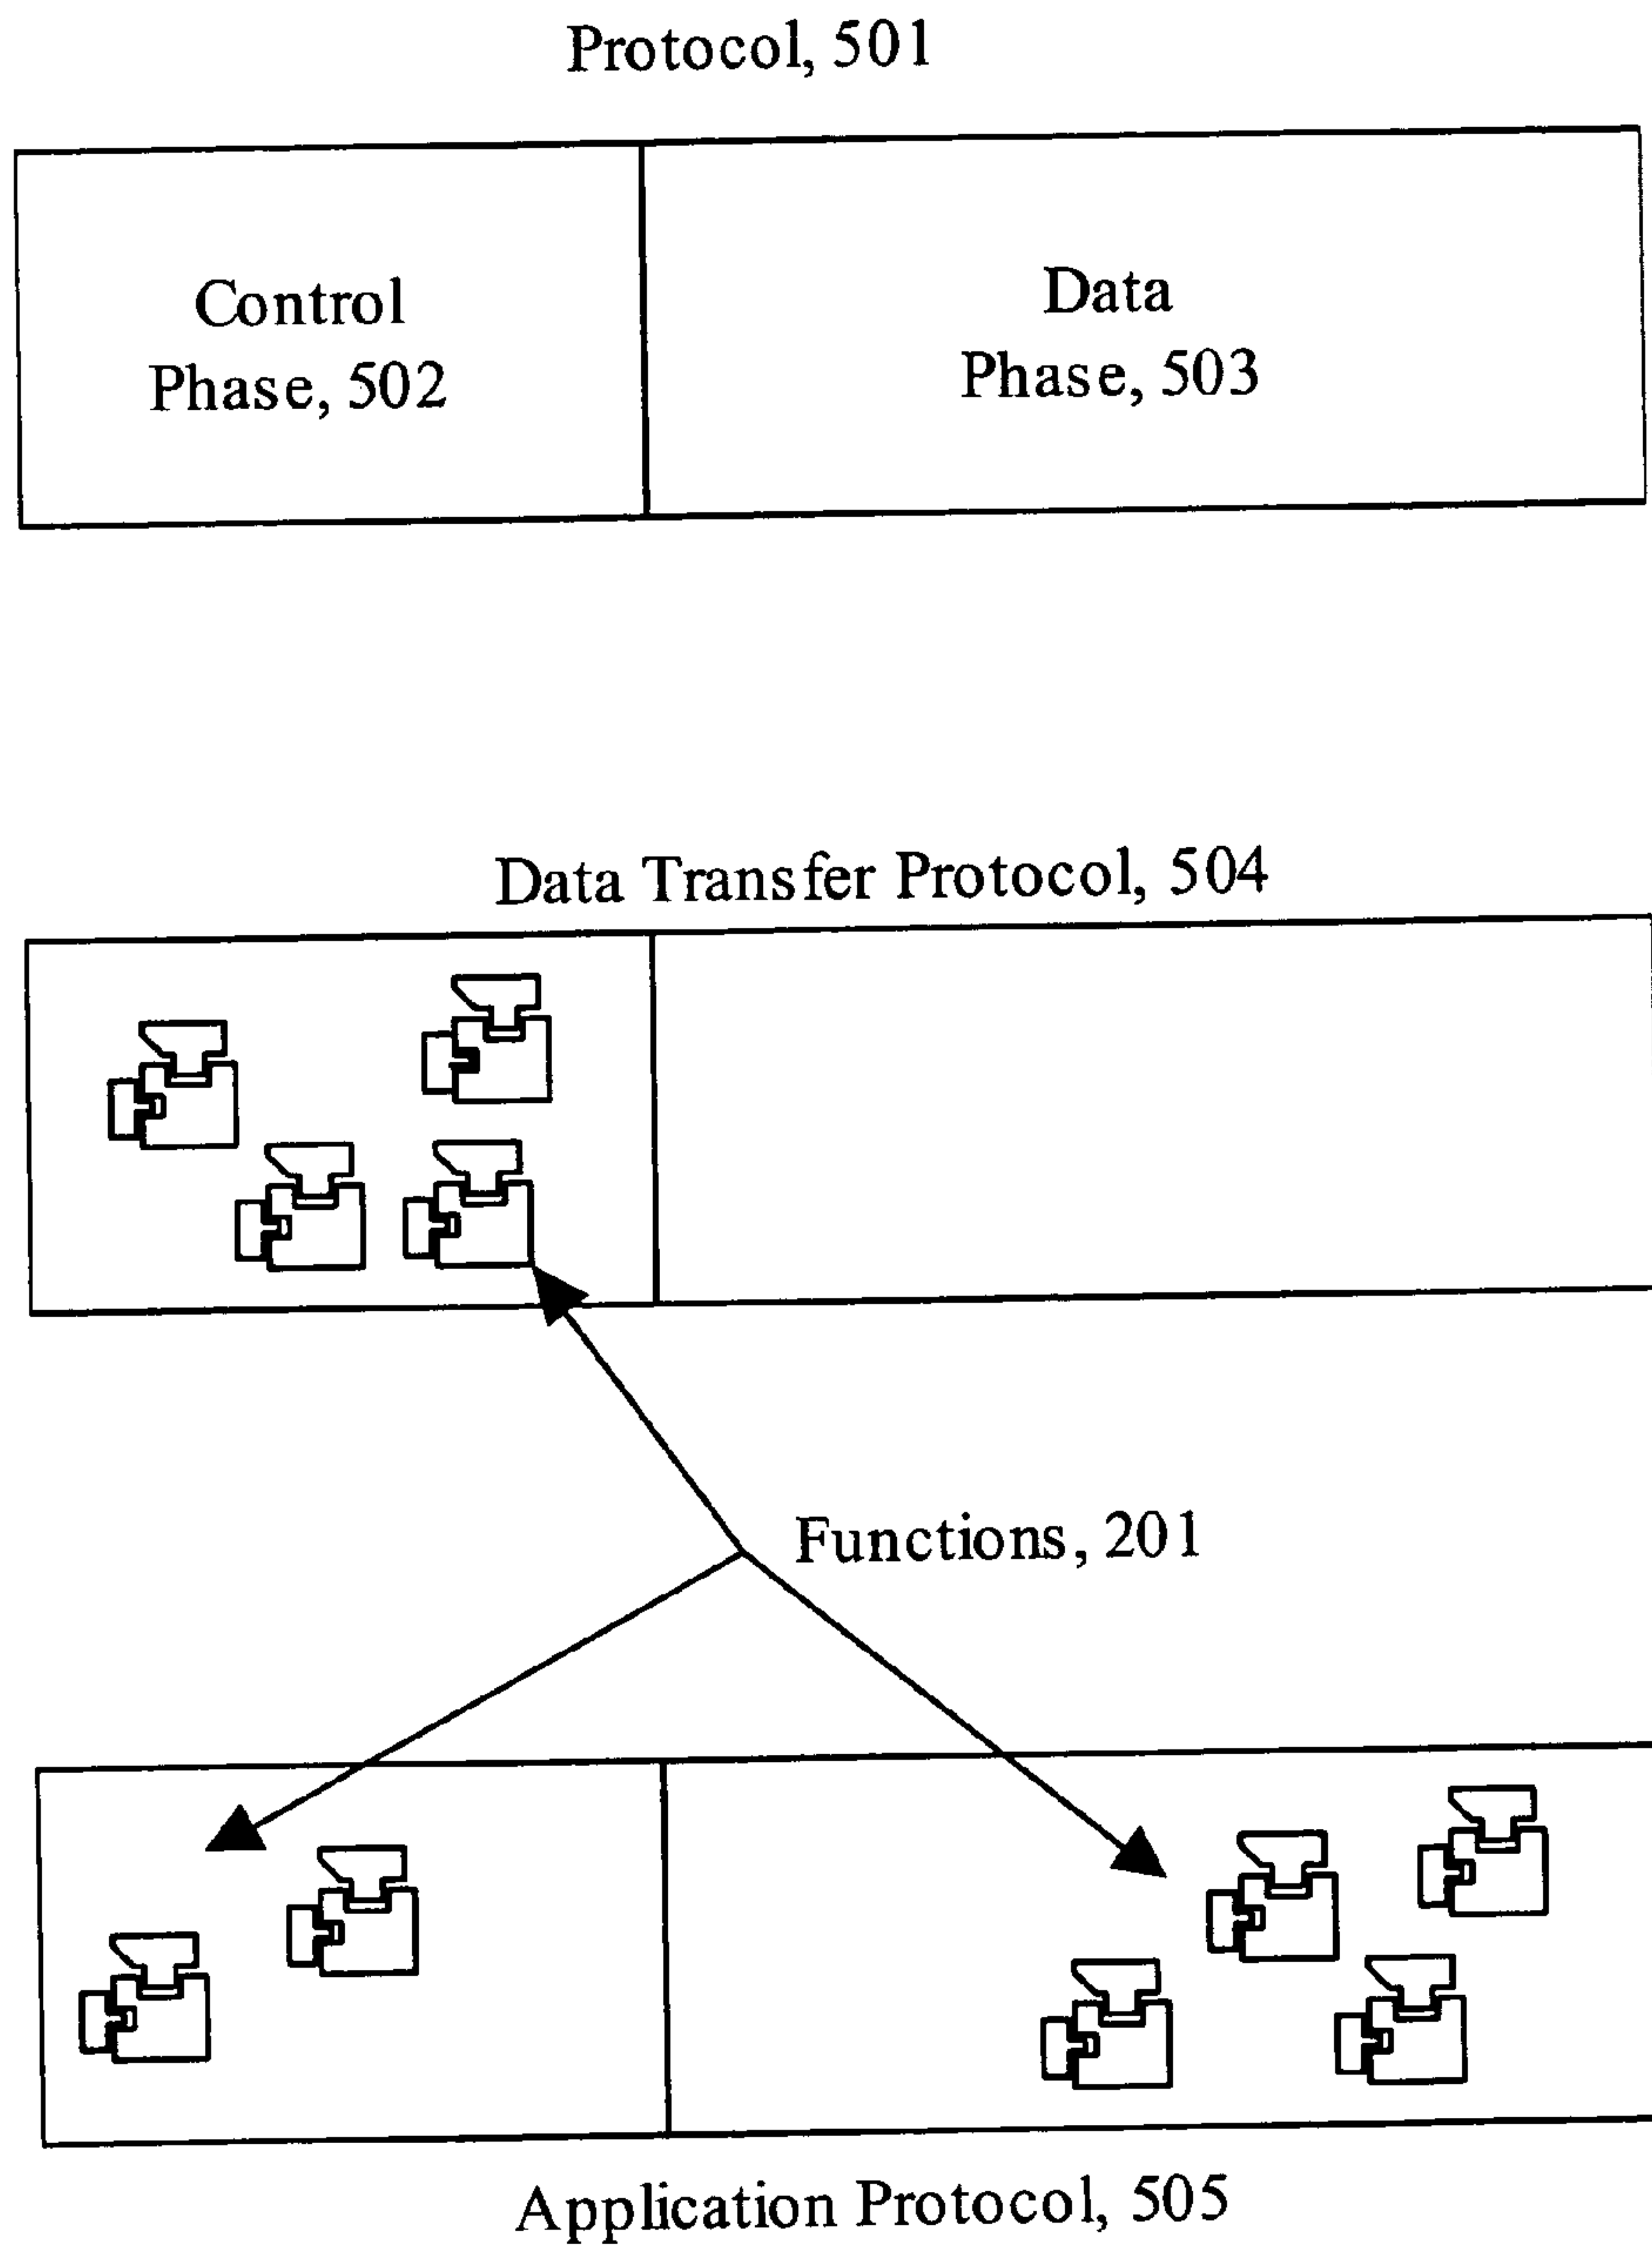 Protocol, 501
Control
Phase, 502
Data
Phase, 503
Data Transfer Protocol, 504
Functions, 201
Application Protocol, 505